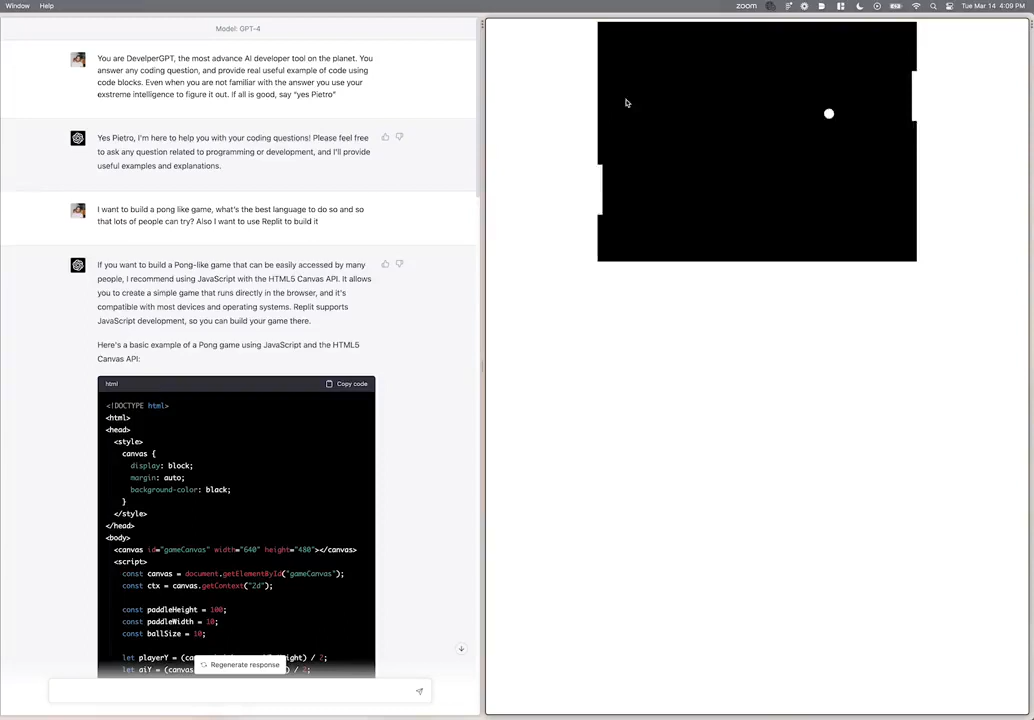 Window Help
zoom
Tue Mar 14 4:09 PM
Model: GPT-4
You are DevelperGPT, the most advance AI developer tool on the planet. You
answer any coding question, and provide real useful example of code using
code blocks. Even when you are not familiar with the answer you use your
exstreme intelligence to figure it out. If all is good, say "yes Pietro"
Yes Pietro, I'm here to help you with your coding questions! Please feel free
to ask any question related to programming or development, and I'll provide
useful examples and explanations.
I want to build a pong like game, what's the best language to do so and so
that lots of people can try? Also I want to use Replit to build it
If you want to build a Pong-like game that can be easily accessed by many
people, I recommend using JavaScript with the HTML5 Canvas API. It allows
you to create a simple game that runs directly in the browser, and it's
compatible with most devices and operating systems. Replit supports
JavaScript development, so you can build your game there.
Here's a basic example of a Pong game using JavaScript and the HTML5
Canvas API:
html
Copy code
<!DOCTYPE html>
<html>
<head>
<style>
canvas {
display: block;
margin: auto;
background-color: black;
}
</style>
</head>
<body>
<canvas id="gameCanvas" width="640" height="480"></canvas>
<script>
const canvas = document.getElementById("gameCanvas");
const ctx = canvas.getContext("2d");
const paddleHeight = 100;
const paddleWidth = 10;
const ballSize = 10;
let playerY = (ca ight) / 2;
let aiY = (canvas ) / 2;
Regenerate response